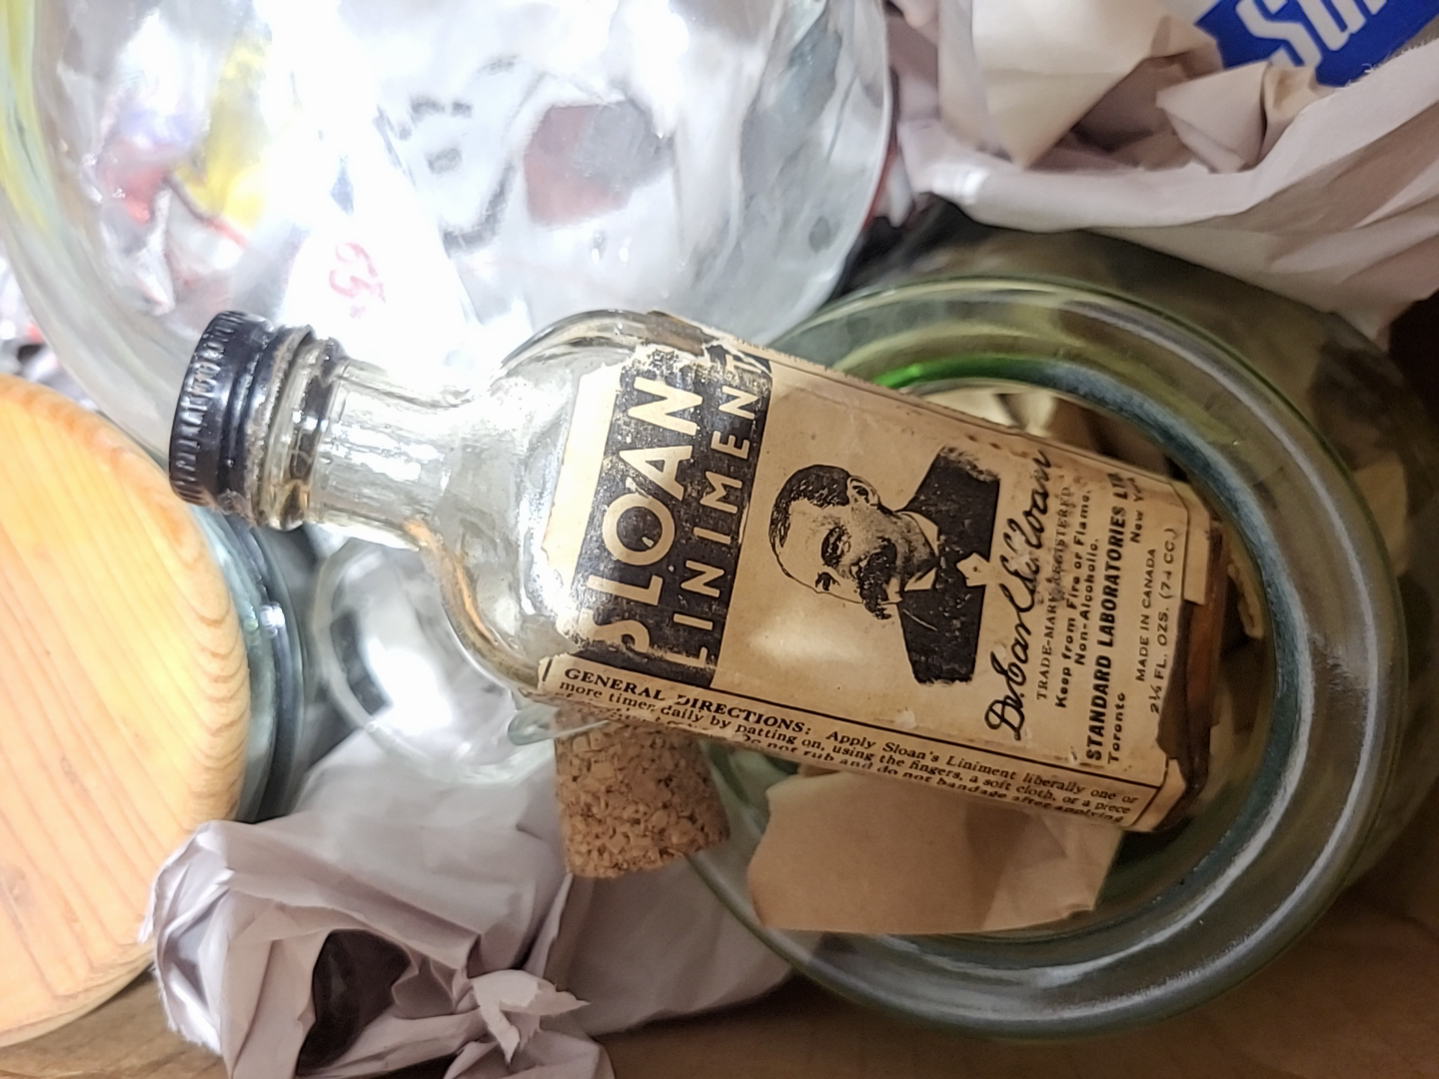 SLOAN
LINIMENT
Dr. Earl S. Sloan
TRADE-MARK REGISTERED
Keep from Fire or Flame.
Non-Alcoholic.
STANDARD LABORATORIES
Toronto New
MADE IN CANADA
2½ FL. OZS. (74 CC.)
GENERAL DIRECTIONS: Apply Sloan's Liniment liberally one or
more times daily by patting on, using the fingers, a soft cloth, or a piece
Do not rub and do not bandage after applying